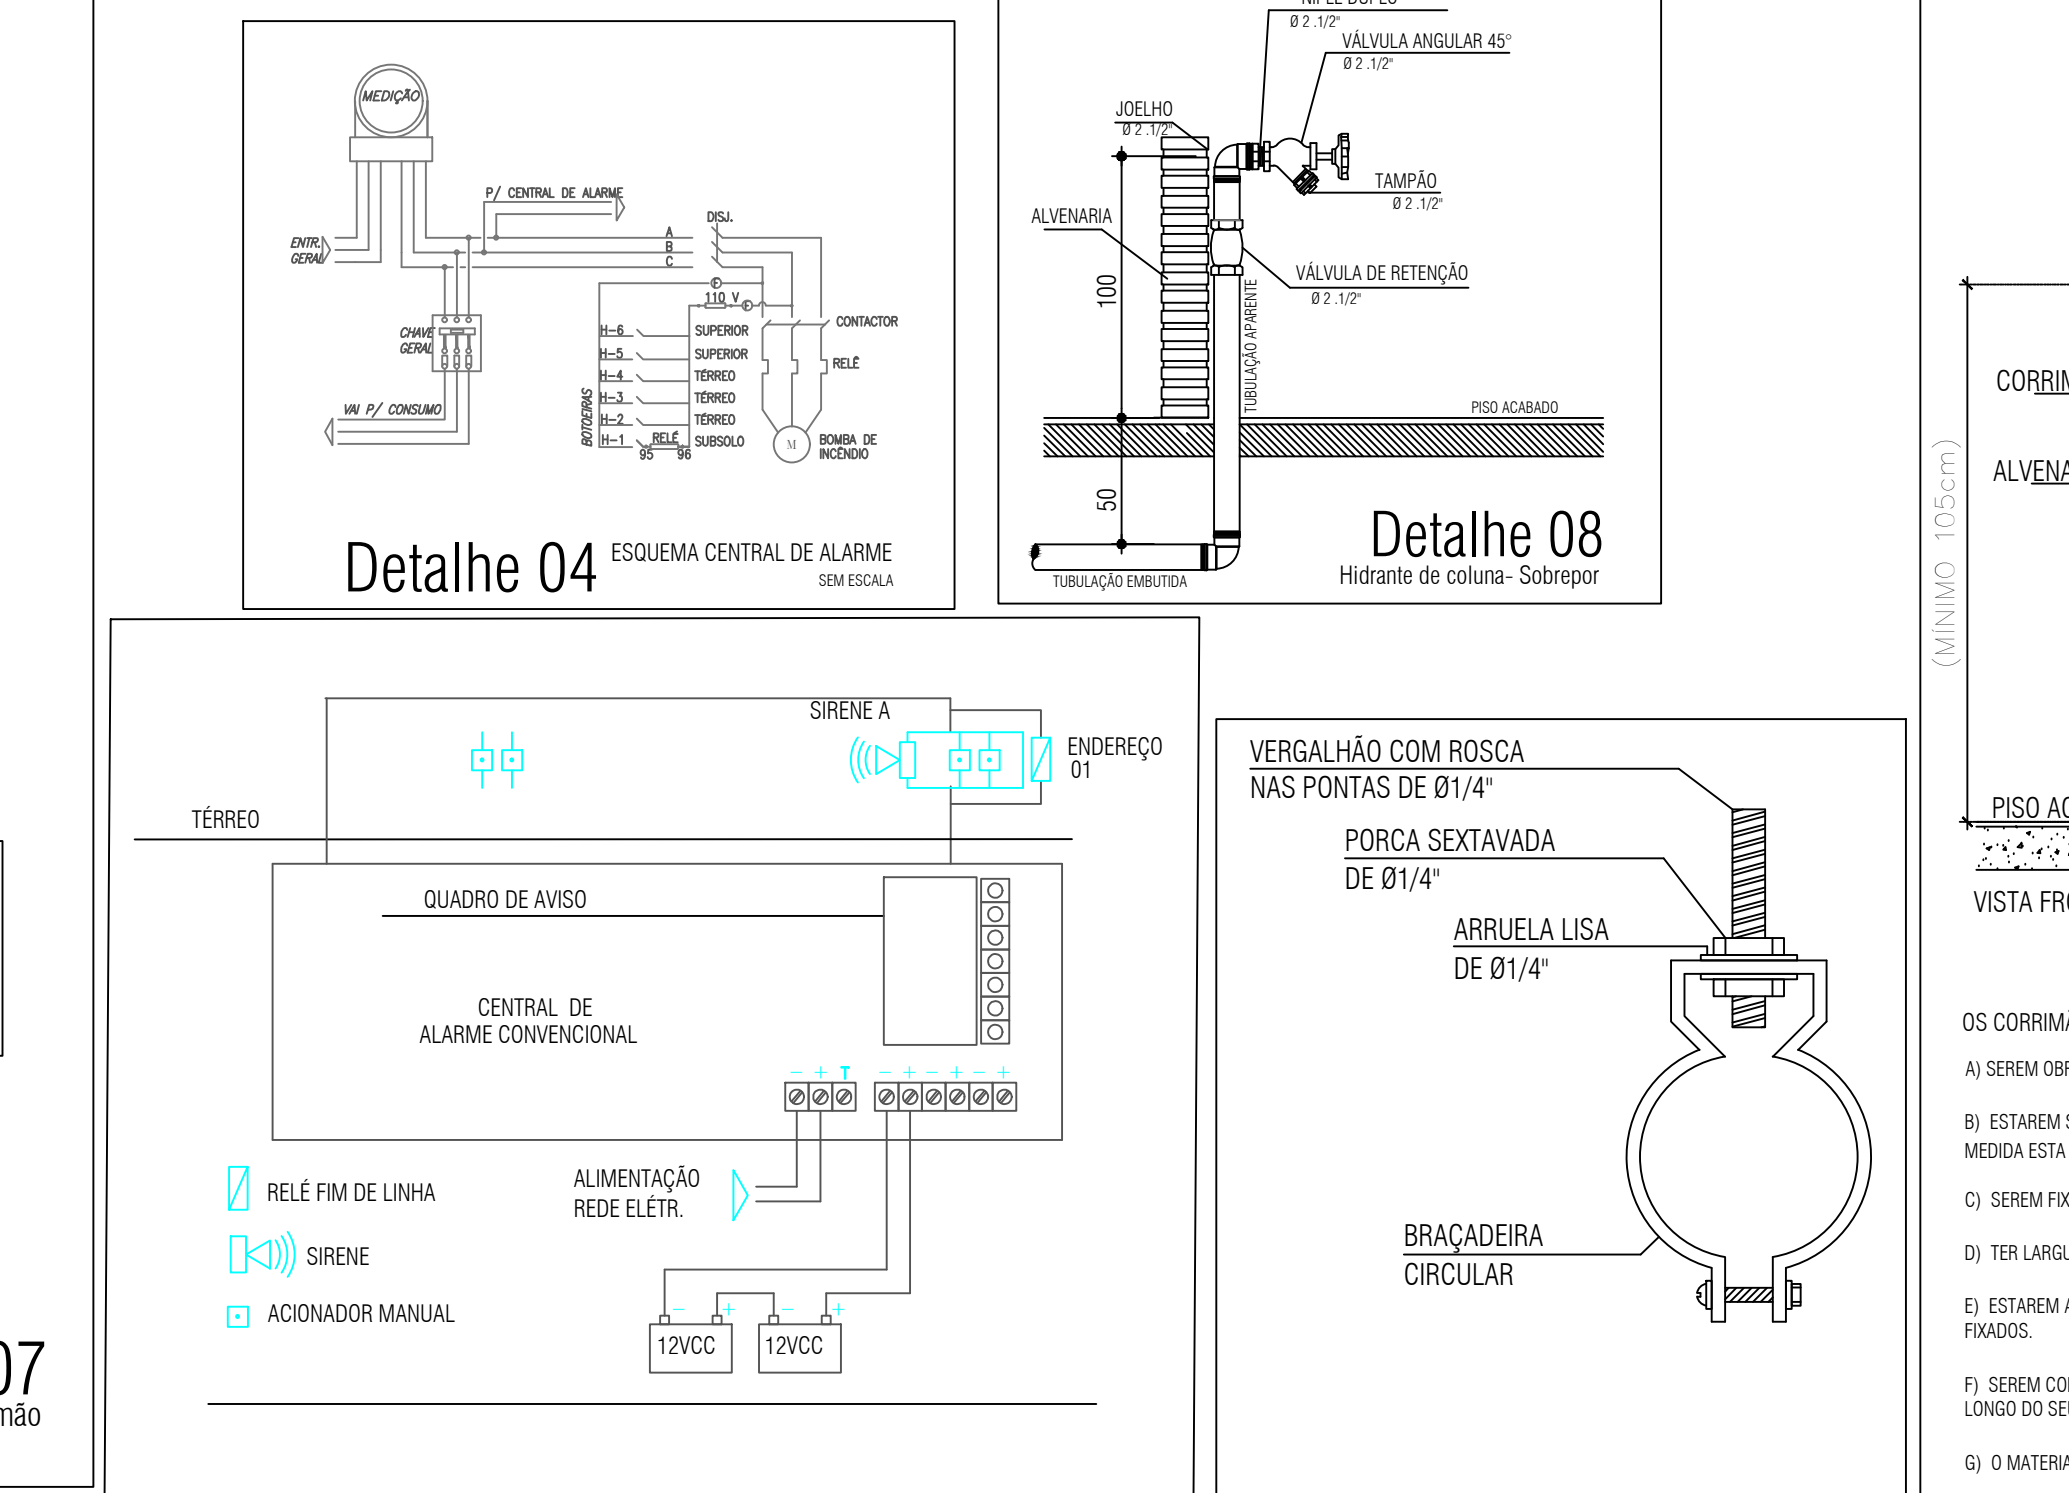 MEDIÇÃO
P/ CENTRAL DE ALARME
ENTR.
GERAL
A
B
C
DISJ.
110 V
CHAVE
GERAL
VAI P/ CONSUMO
BOTOEIRAS
H-6 SUPERIOR
H-5 SUPERIOR
H-4 TÉRREO
H-3 TÉRREO
H-2 TÉRREO
H-1 RELÉ SUBSOLO
95 96
CONTACTOR
RELÊ
M
BOMBA DE
INCÊNDIO
Detalhe 04
ESQUEMA CENTRAL DE ALARME
SEM ESCALA
Ø 2 .1/2"
VÁLVULA ANGULAR 45°
Ø 2 .1/2"
JOELHO
Ø 2 .1/2"
TAMPÃO
Ø 2 .1/2"
ALVENARIA
VÁLVULA DE RETENÇÃO
Ø 2 .1/2"
100
TUBULAÇÃO APARENTE
PISO ACABADO
50
TUBULAÇÃO EMBUTIDA
Detalhe 08
Hidrante de coluna- Sobrepor
SIRENE A
ENDEREÇO
01
TÉRREO
QUADRO DE AVISO
CENTRAL DE
ALARME CONVENCIONAL
- + T - + - + - +
RELÉ FIM DE LINHA
SIRENE
ACIONADOR MANUAL
ALIMENTAÇÃO
REDE ELÉTR.
- + - +
12VCC 12VCC
VERGALHÃO COM ROSCA
NAS PONTAS DE Ø1/4"
PORCA SEXTAVADA
DE Ø1/4"
ARRUELA LISA
DE Ø1/4"
BRAÇADEIRA
CIRCULAR
07
mão
(MÍNIMO 105cm)
CORRIM
ALVENA
PISO AC
VISTA FRO
OS CORRIMÃ
A) SEREM OBR
B) ESTAREM S
MEDIDA ESTA
C) SEREM FIX
D) TER LARGU
E) ESTAREM A
FIXADOS.
F) SEREM CON
LONGO DO SEU
G) O MATERIA